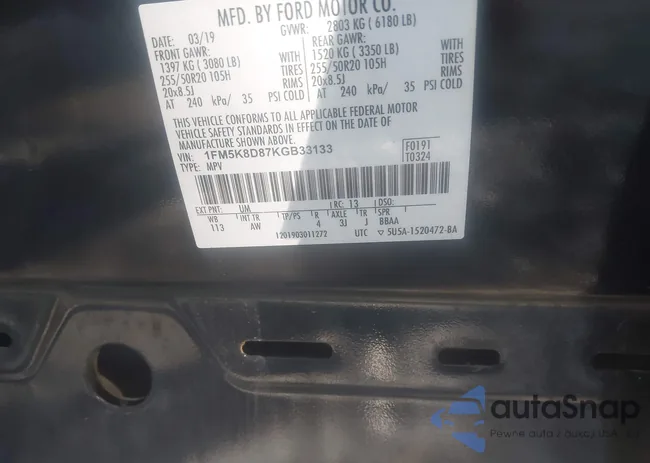 MFD. BY FORD MOTOR CO.
DATE: 03/19 GVWR: 2803 KG ( 6180 LB)
FRONT GAWR: REAR GAWR:
1397 KG ( 3080 LB) WITH 1520 KG ( 3350 LB) WITH
255/50R20 105H TIRES 255/50R20 105H TIRES
20x8.5J RIMS 20x8.5J RIMS
AT 240 kPa/ 35 PSI COLD AT 240 kPa/ 35 PSI COLD
THIS VEHICLE CONFORMS TO ALL APPLICABLE FEDERAL MOTOR
VEHICLE SAFETY STANDARDS IN EFFECT ON THE DATE OF
MANUFACTURE SHOWN ABOVE.
VIN: 1FM5K8D87KGB33133 F0191
TYPE: MPV T0324
EXT PNT: UM RC: 13 DSO:
WB INT TR TP/PS R AXLE TR SPR
113 AW 4 3J J BBAA
1201903011272 UTC ▽ 5U5A-1520472-BA
autaSnap
Pewne auta z aukcji USA